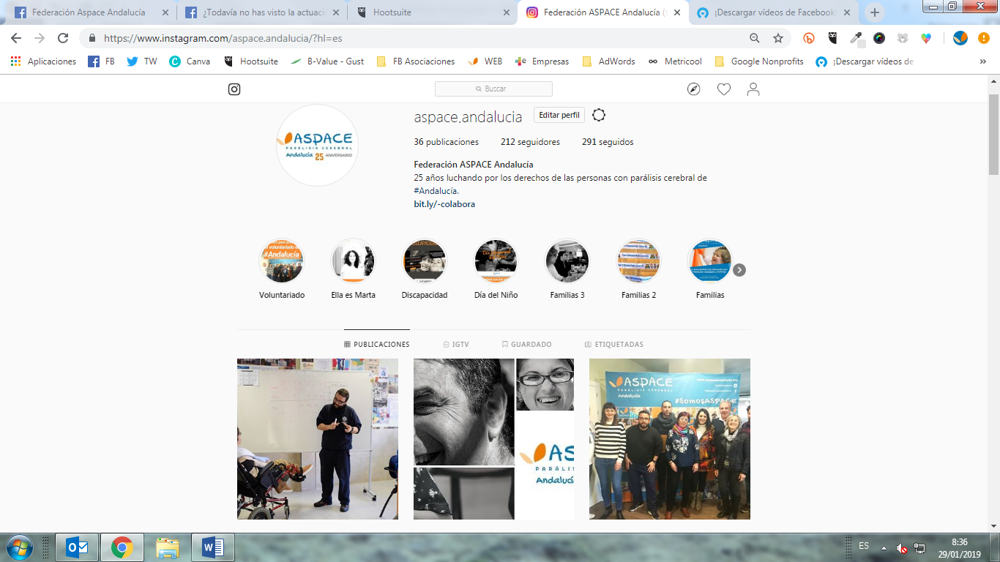 Federación ASPace Andalucía
¿Todavía no has visto la actuaci
Hootsuite
Federación ASPACE Andalucía (
¡Descargar vídeos de Facebook
https://www.instagram.com/aspace.andalucia/?hl=es
Aplicaciones
FB
TW
Canva
Hootsuite
B-Value - Gust
FB Asociaciones
WEB
Empresas
AdWords
Metricool
Google Nonprofits
¡Descargar vídeos de
»
Buscar
ASPACE
PARÁLISIS CEREBRAL
Andalucía 25 ANIVERSARIO
aspace.andalucia
Editar perfil
36 publicaciones 212 seguidores 291 seguidos
Federación ASPACE Andalucía
25 años luchando por los derechos de las personas con parálisis cerebral de
#Andalucía.
bit.ly/-colabora
voluntariado
#Andalucía
Voluntariado
Ella es Marta
Discapacidad
Día del Niño
Familias 3
Familias 2
Familias
PUBLICACIONES
IGTV
GUARDADO
ETIQUETADAS
AS
PARÁLI
Andalucía
ASPACE
PARÁLISIS CEREBRAL
Andalucía
#SOMOSASPACE
ES
8:36
29/01/2019